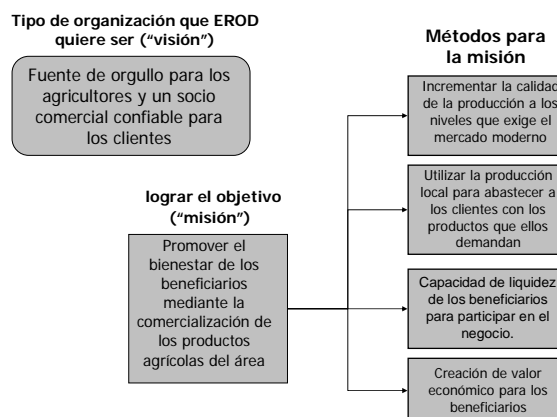 Tipo de organización que EROD
quiere ser (“visión”)
Fuente de orgullo para los
agricultores y un socio
comercial confiable para
los clientes
lograr el objetivo
(“misión”)
Promover el
bienestar de los
beneficiarios
mediante la
comercialización de
los productos
agrícolas del área
Métodos para
la misión
Incrementar la calidad
de la producción a los
niveles que exige el
mercado moderno
Utilizar la producción
local para abastecer a
los clientes con los
productos que ellos
demandan
Capacidad de liquidez
de los beneficiarios
para participar en el
negocio.
Creación de valor
económico para los
beneficiarios